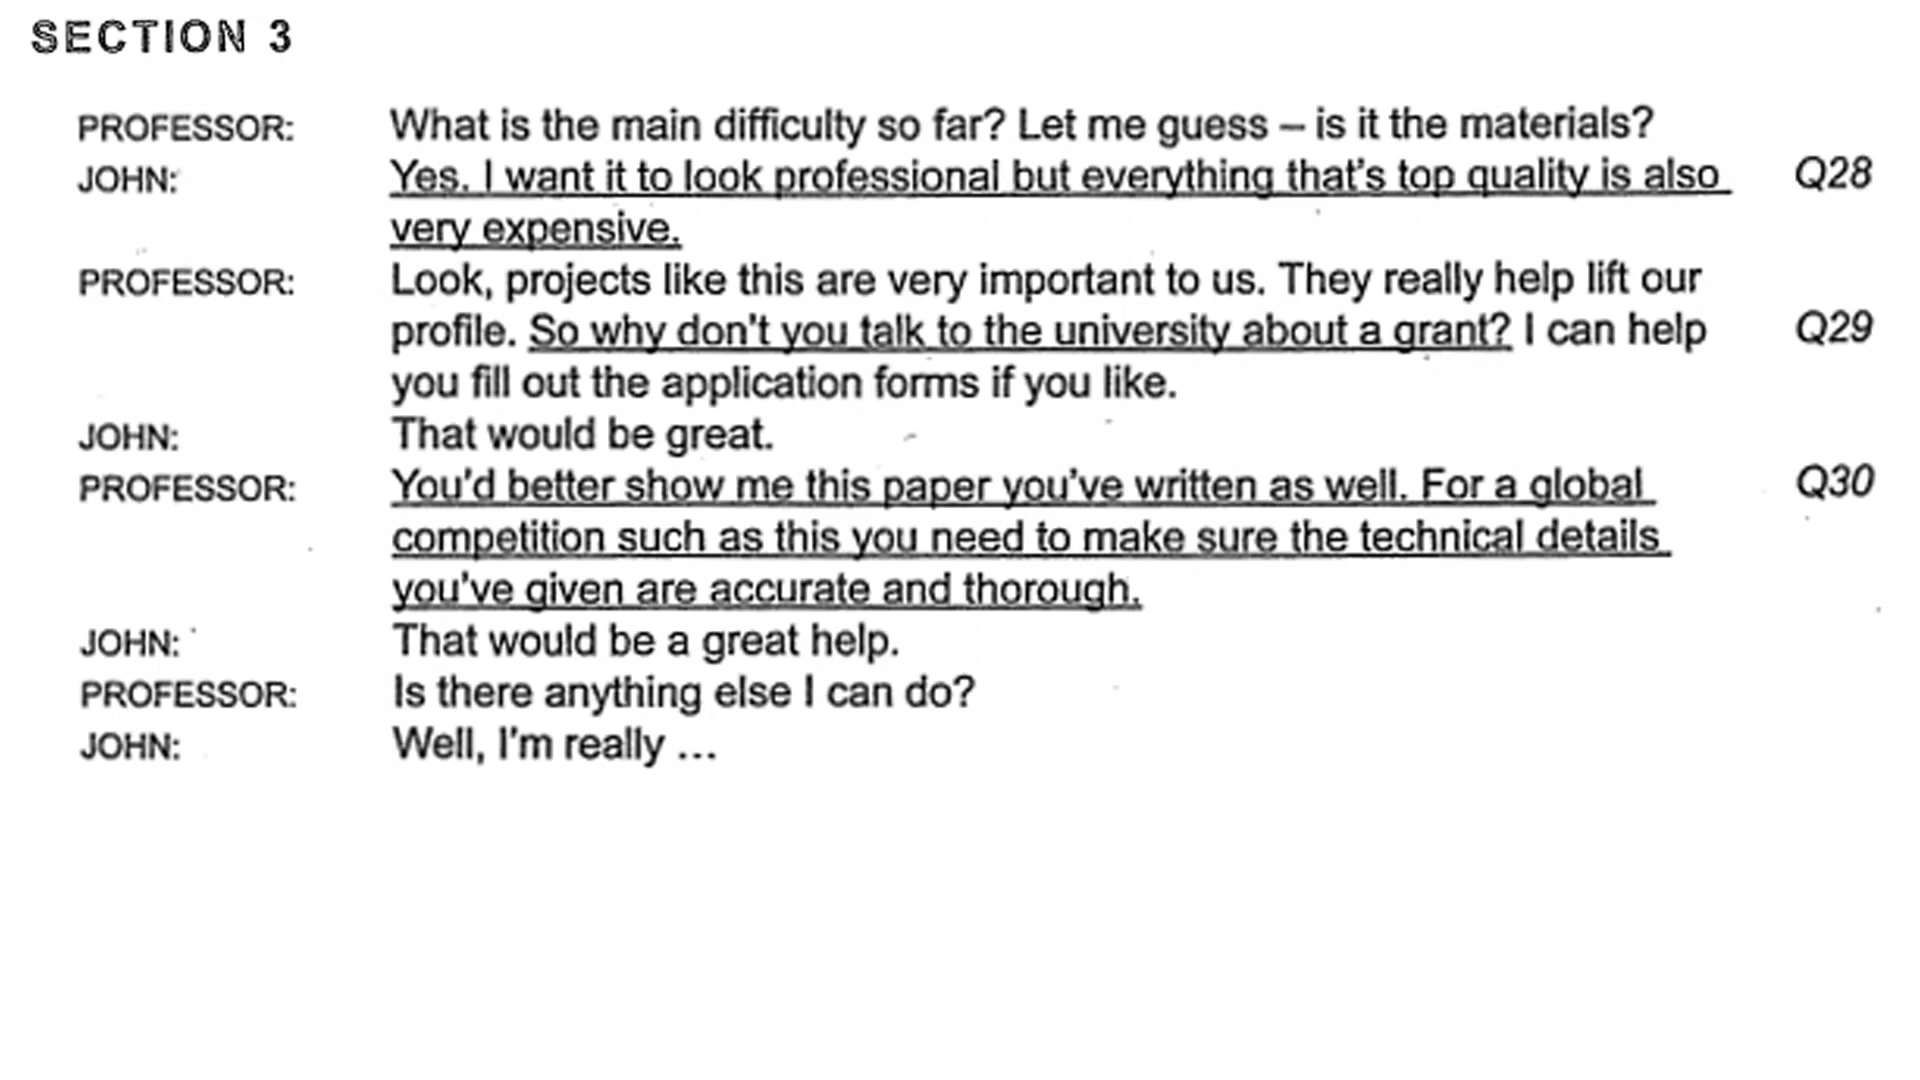 SECTION 3
PROFESSOR: What is the main difficulty so far? Let me guess – is it the materials?
JOHN: Yes. I want it to look professional but everything that's top quality is also Q28
very expensive.
PROFESSOR: Look, projects like this are very important to us. They really help lift our
profile. So why don't you talk to the university about a grant? I can help Q29
you fill out the application forms if you like.
JOHN: That would be great.
PROFESSOR: You'd better show me this paper you've written as well. For a global Q30
competition such as this you need to make sure the technical details
you've given are accurate and thorough.
JOHN: That would be a great help.
PROFESSOR: Is there anything else I can do?
JOHN: Well, I'm really ...